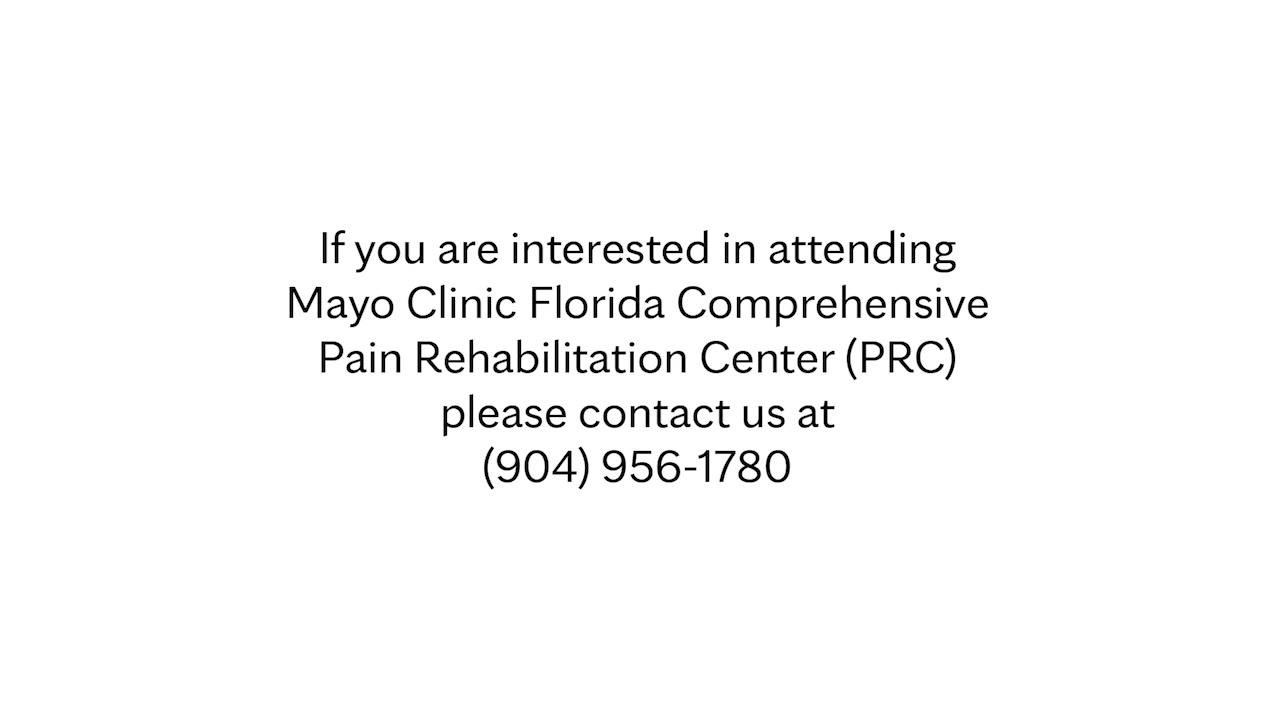 If you are interested in attending
Mayo Clinic Florida Comprehensive
Pain Rehabilitation Center (PRC)
please contact us at
(904) 956-1780